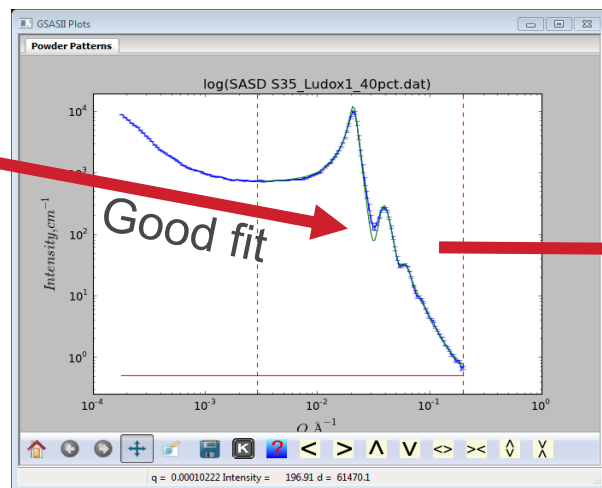 GSASII Plots
Powder Patterns
log(SASD S35_Ludox1_40pct.dat)
10⁴
10³
10²
10¹
10⁰
Intensity,cm⁻¹
Good fit
10⁻⁴ 10⁻³ 10⁻² 10⁻¹ 10⁰
Q Å⁻¹
K ? < > Λ V <> ><
q = 0.00010222 Intensity = 196.91 d = 61470.1